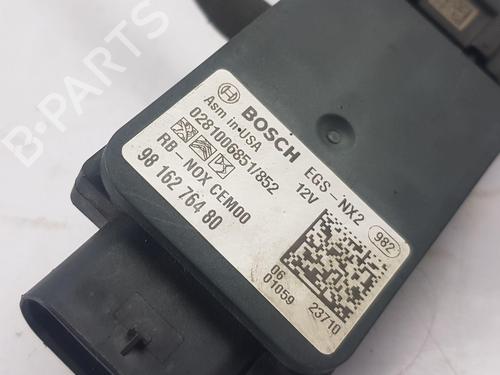 B-PARTS
BOSCH EGS-NX2 982
Asm in·USA 12V
0281006851/852
RB-NOX CEM00
98 162 764 80
06
01059 23710